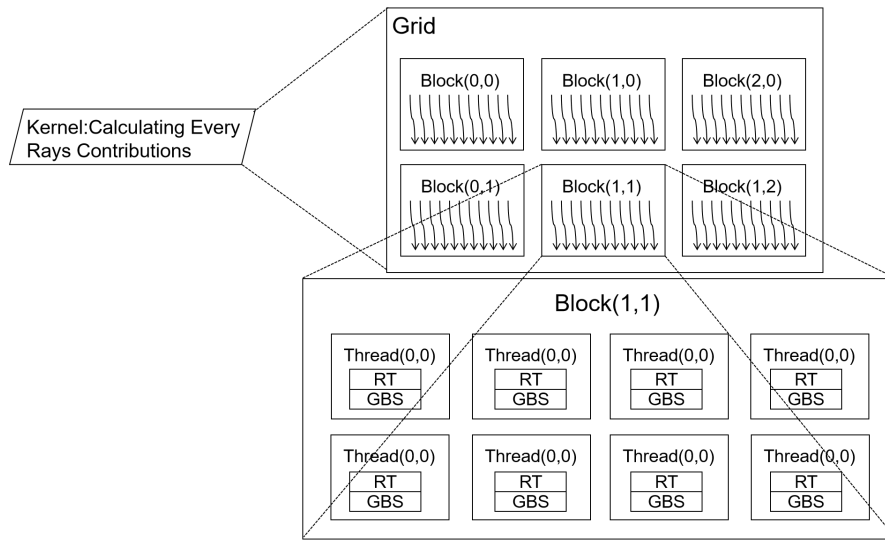 Grid
Block(0,0) Block(1,0) Block(2,0)
Kernel:Calculating Every
Rays Contributions
Block(0,1) Block(1,1) Block(1,2)
Block(1,1)
Thread(0,0) Thread(0,0) Thread(0,0) Thread(0,0)
RT RT RT RT
GBS GBS GBS GBS
Thread(0,0) Thread(0,0) Thread(0,0) Thread(0,0)
RT RT RT RT
GBS GBS GBS GBS